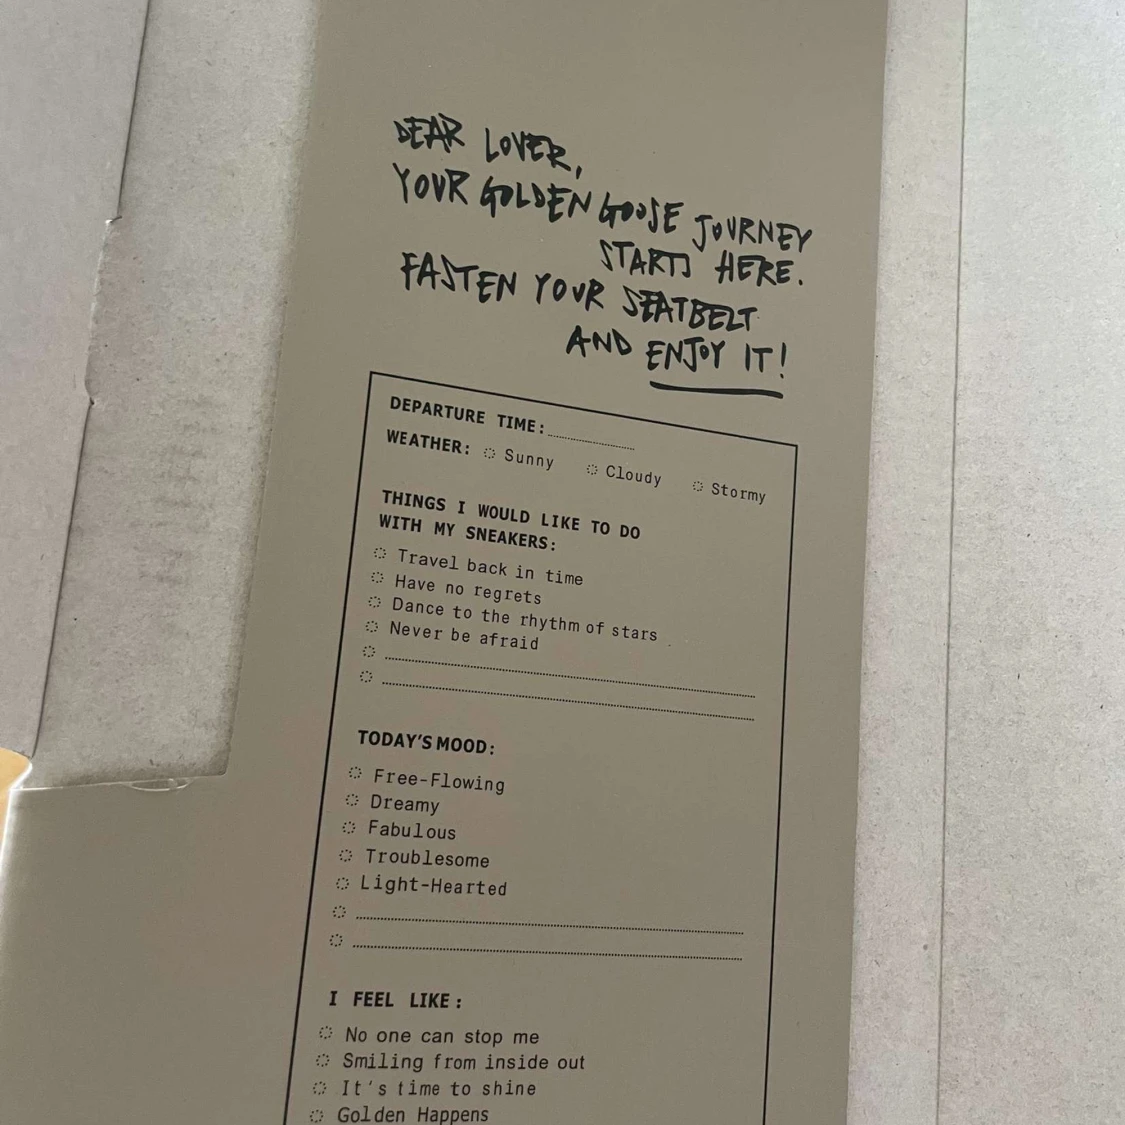 DEAR LOVER,
YOUR GOLDEN GOOSE JOURNEY
STARTS HERE.
FASTEN YOUR SEATBELT
AND ENJOY IT!
DEPARTURE TIME:
WEATHER: Sunny Cloudy Stormy
THINGS I WOULD LIKE TO DO
WITH MY SNEAKERS:
Travel back in time
Have no regrets
Dance to the rhythm of stars
Never be afraid
TODAY'S MOOD:
Free-Flowing
Dreamy
Fabulous
Troublesome
Light-Hearted
I FEEL LIKE:
No one can stop me
Smiling from inside out
It's time to shine
Golden Happens